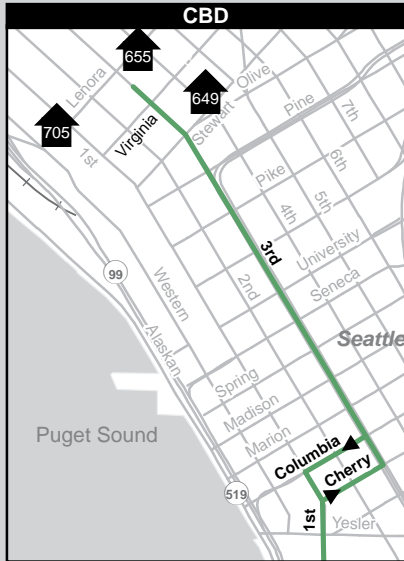 CBD
655
Lenora
649
Olive
705
1st
Virginia
Stewart
Pine
7th
Pike
6th
5th
4th
3rd
University
99
Western
2nd
Seneca
Alaskan
Seattle
Spring
Madison
Puget Sound
Marion
Columbia
Cherry
519
1st
Yesler